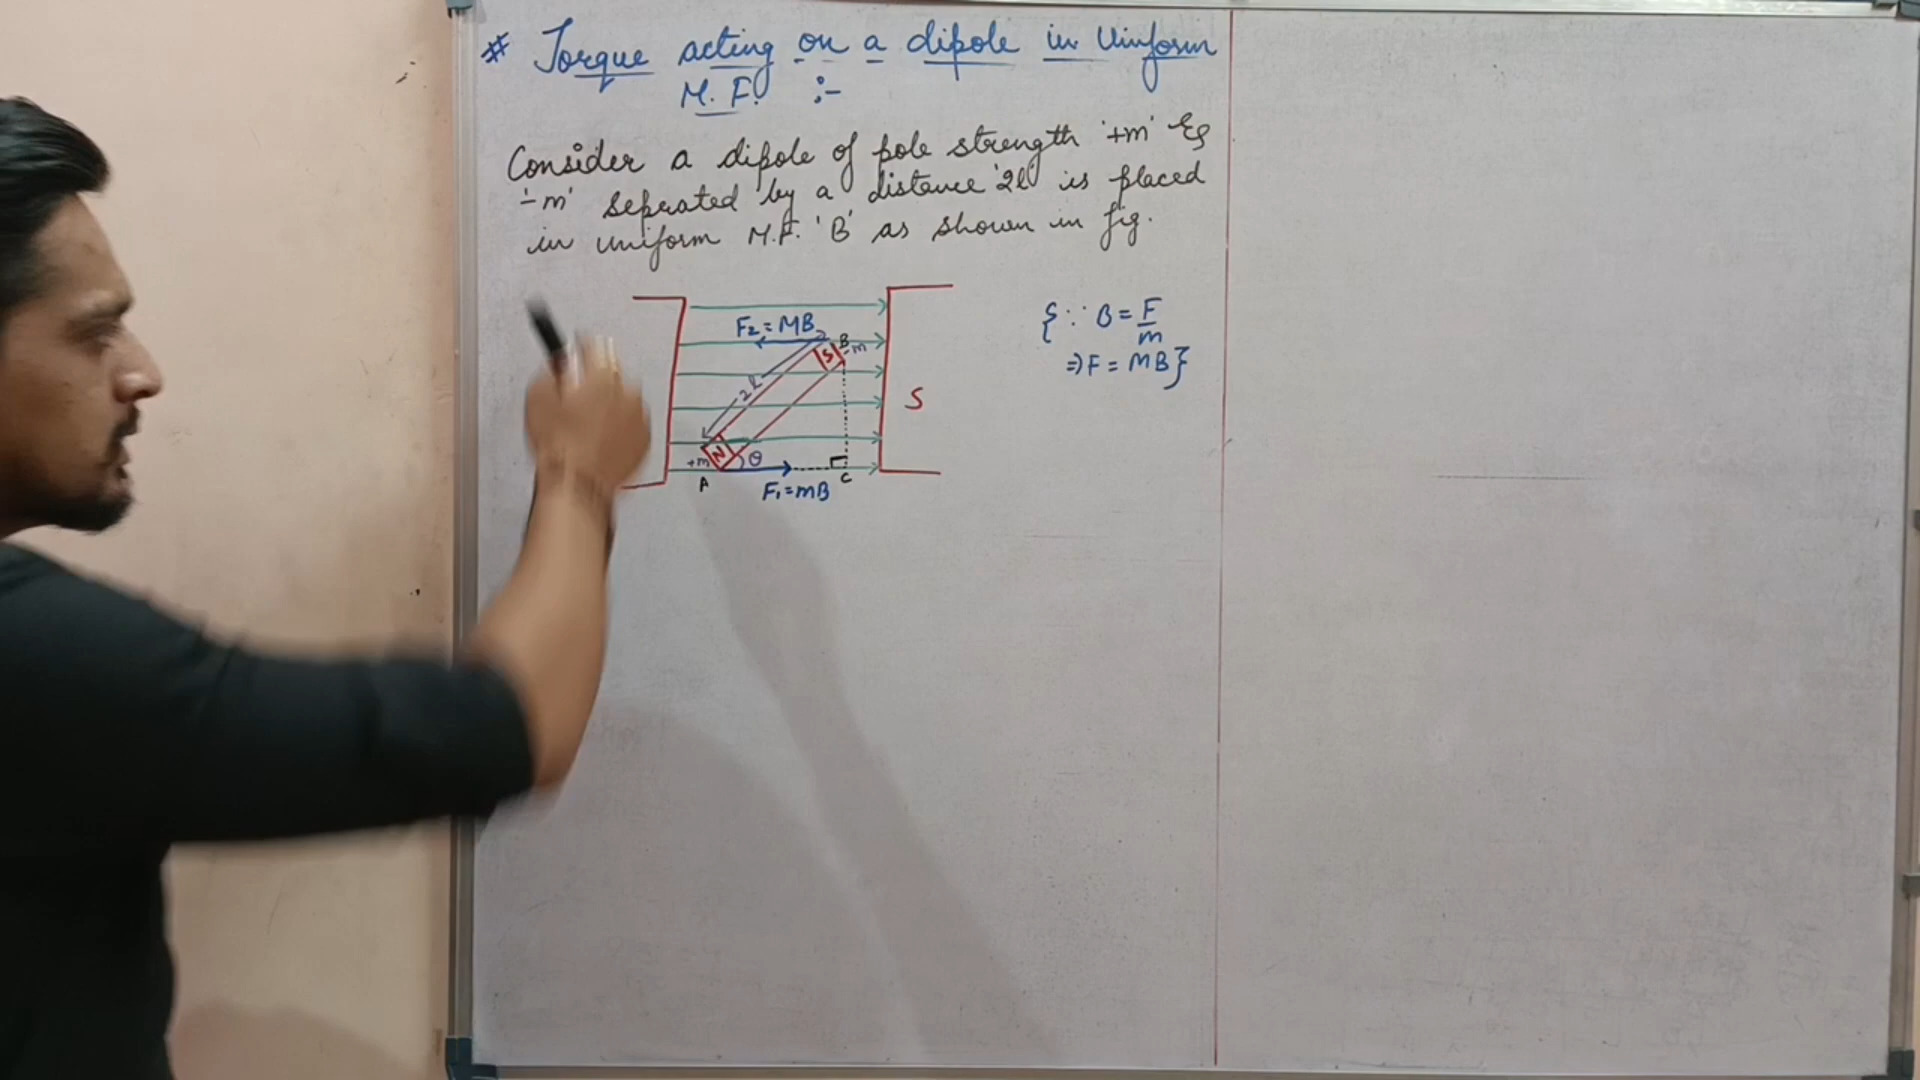 # Torque acting on a dipole in Uniform
M.F. :-
Consider a dipole of pole strength '+m' &
'-m' seprated by a distance '2l' is placed
in uniform M.F. 'B' as shown in fig.
{∵ B = F/m
⇒ F = MB}
F₂ = MB
B
-m
S
2l
S
N
+m
θ
A
C
F₁ = mB